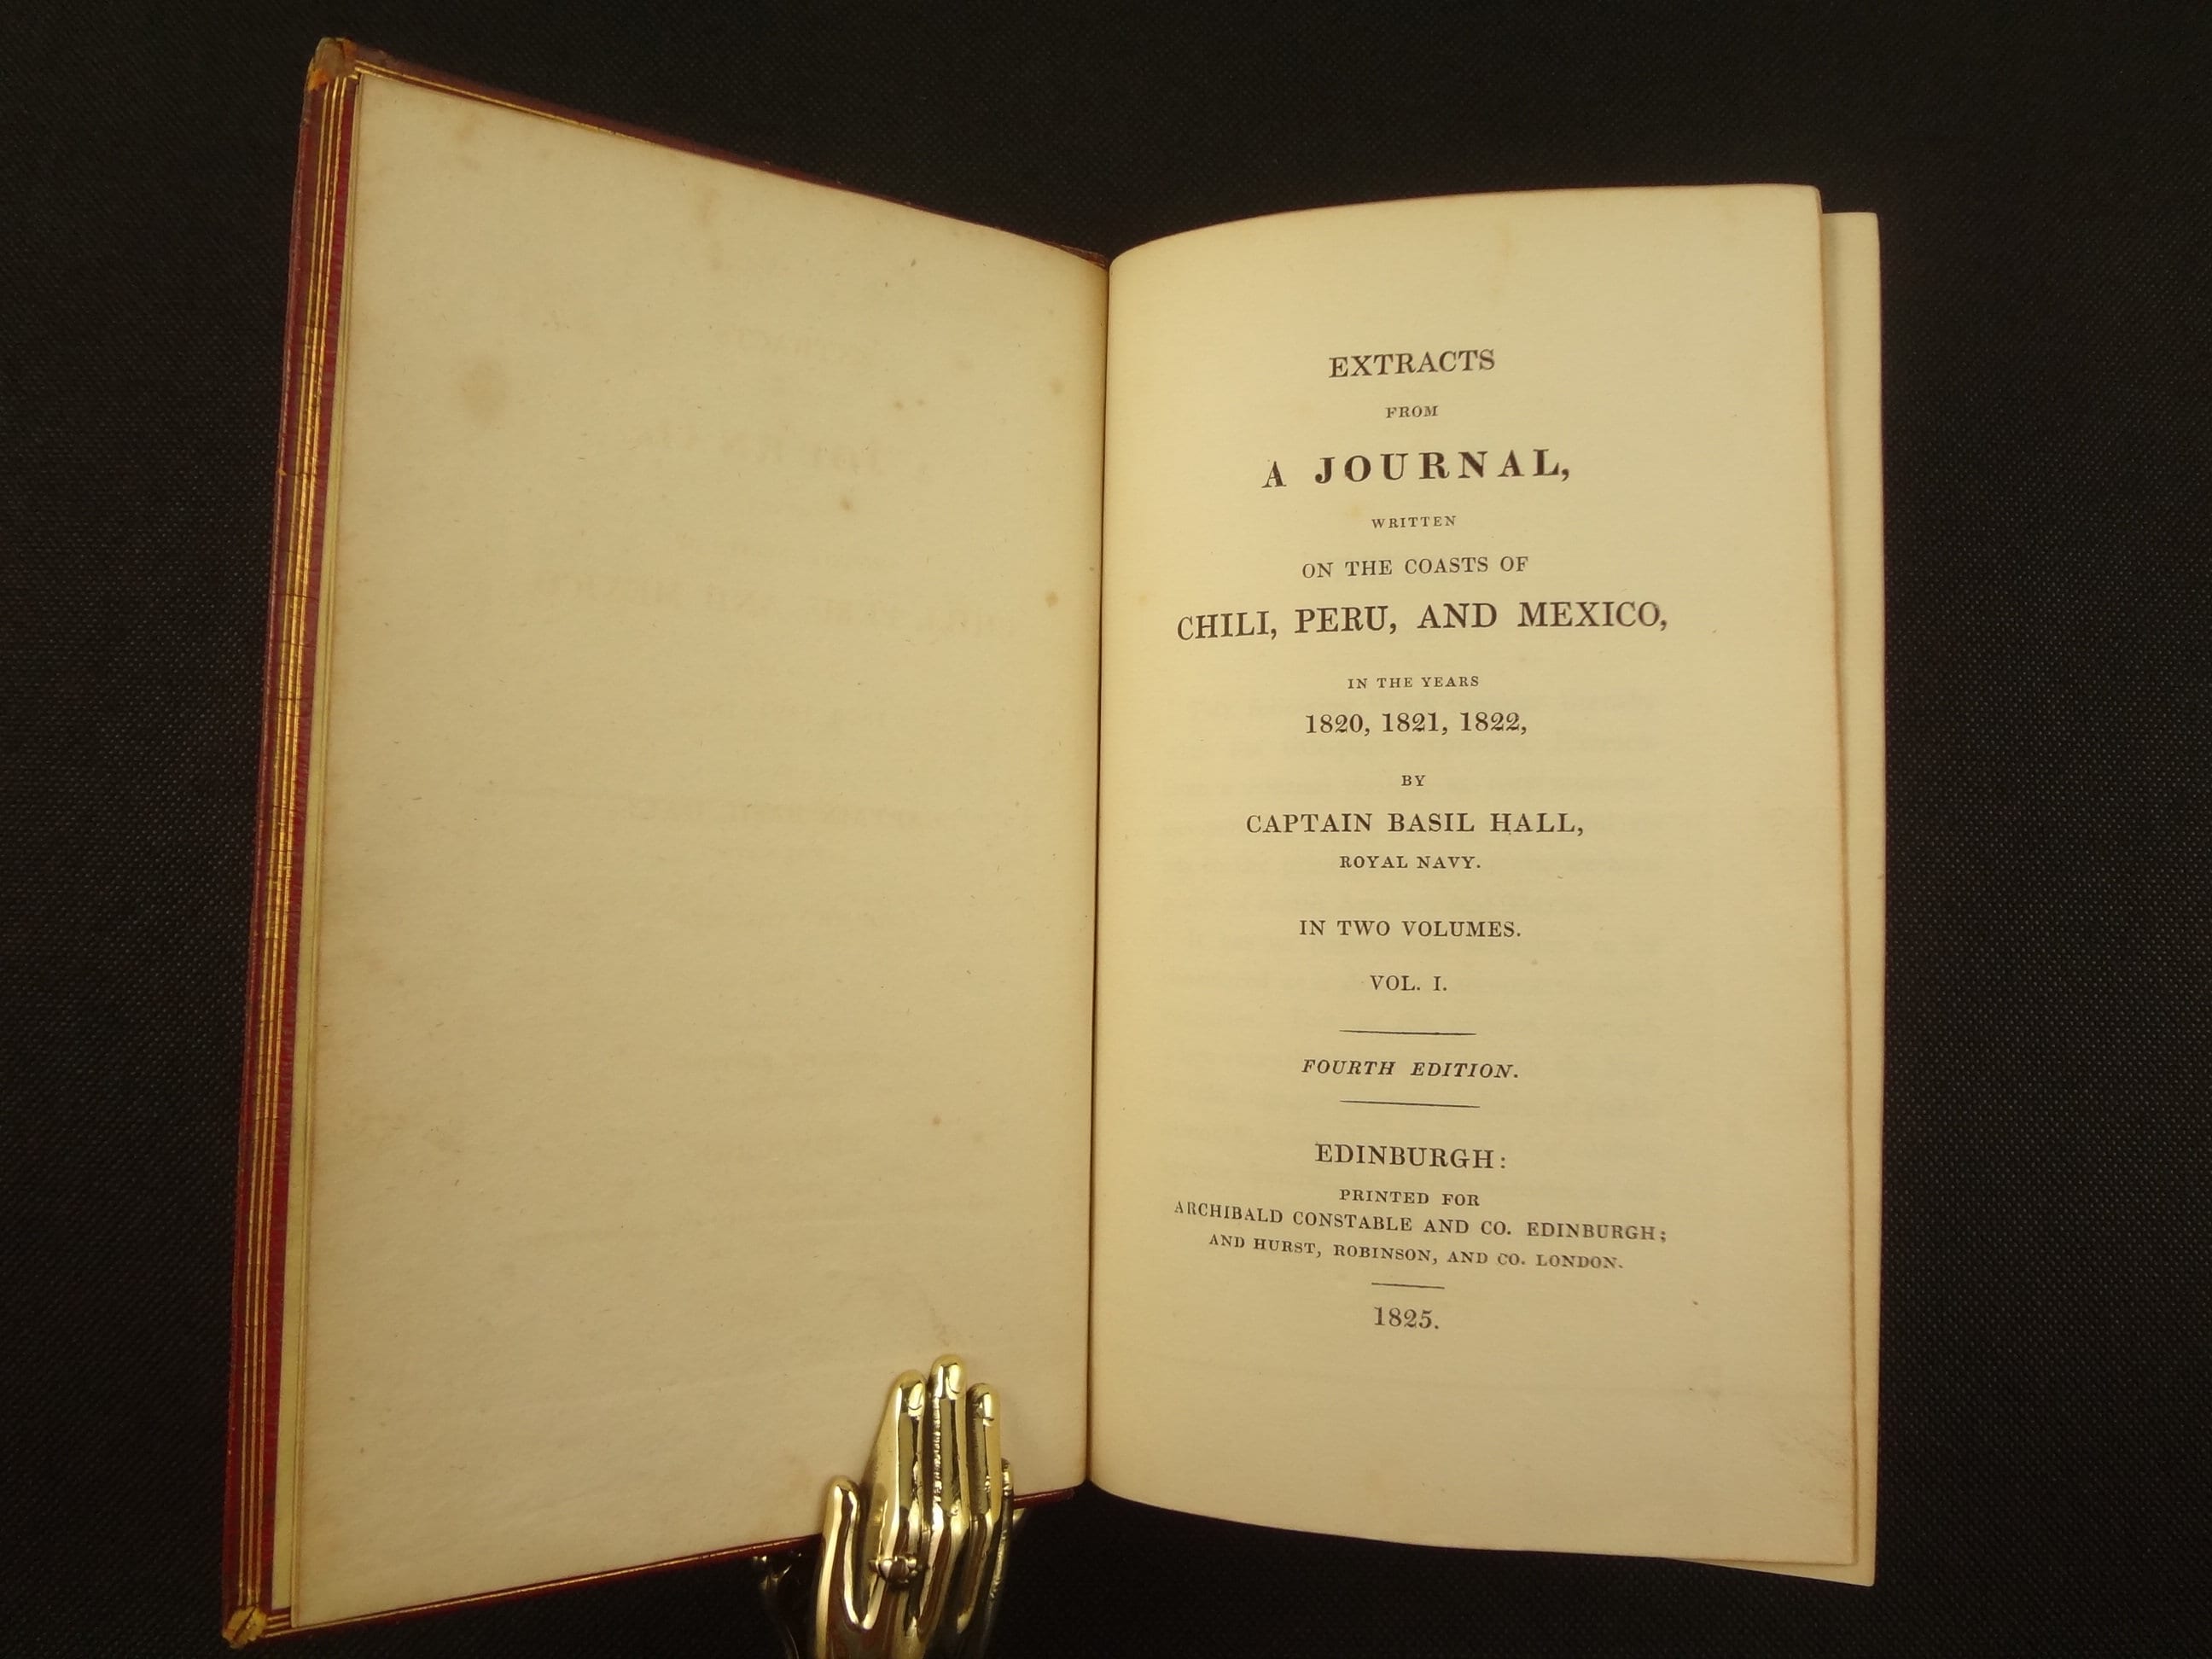 EXTRACTS
FROM
A JOURNAL,
WRITTEN
ON THE COASTS OF
CHILI, PERU, AND MEXICO,
IN THE YEARS
1820, 1821, 1822,
BY
CAPTAIN BASIL HALL,
ROYAL NAVY.
IN TWO VOLUMES.
VOL. I.
FOURTH EDITION.
EDINBURGH:
PRINTED FOR
ARCHIBALD CONSTABLE AND CO. EDINBURGH;
AND HURST, ROBINSON, AND CO. LONDON.
1825.